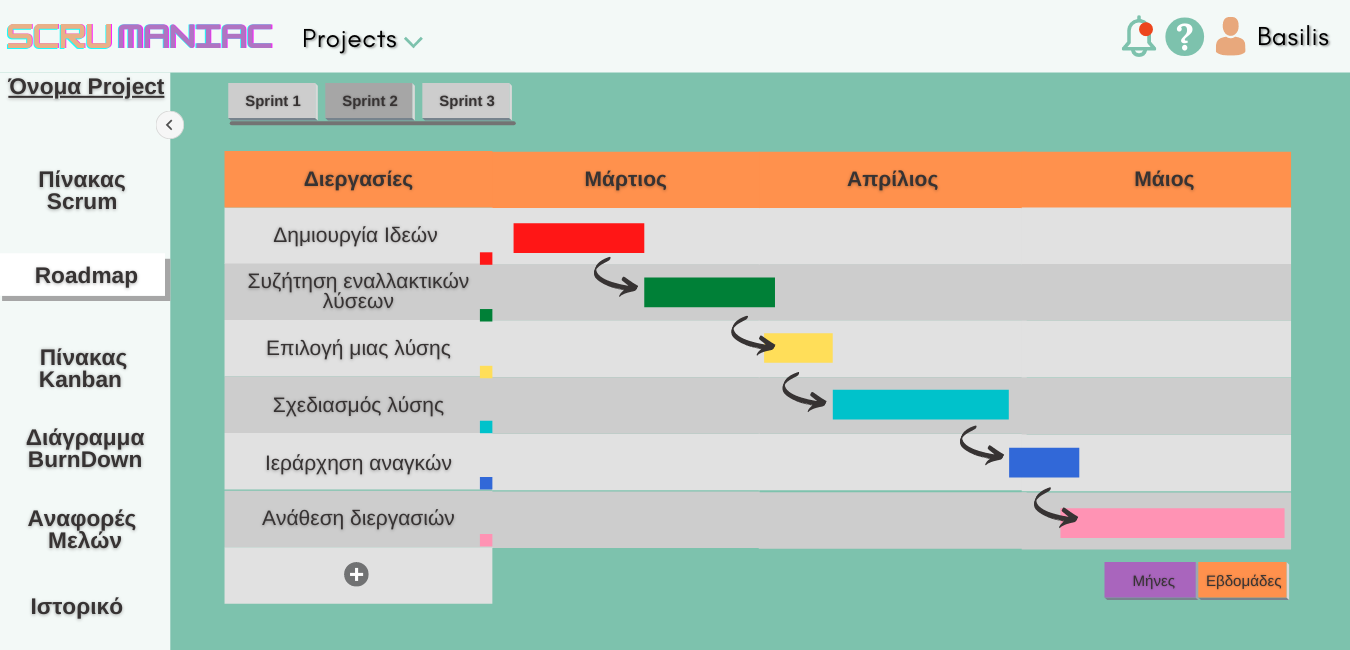 SCRUMANIAC
Projects
Basilis
Όνομα Project
Sprint 1
Sprint 2
Sprint 3
Πίνακας
Scrum
Roadmap
Πίνακας
Kanban
Διάγραμμα
BurnDown
Αναφορές
Μελών
Ιστορικό
Διεργασίες
Μάρτιος
Απρίλιος
Μάιος
Δημιουργία Ιδεών
Συζήτηση εναλλακτικών
λύσεων
Επιλογή μιας λύσης
Σχεδιασμός λύσης
Ιεράρχηση αναγκών
Ανάθεση διεργασιών
Μήνες
Εβδομάδες